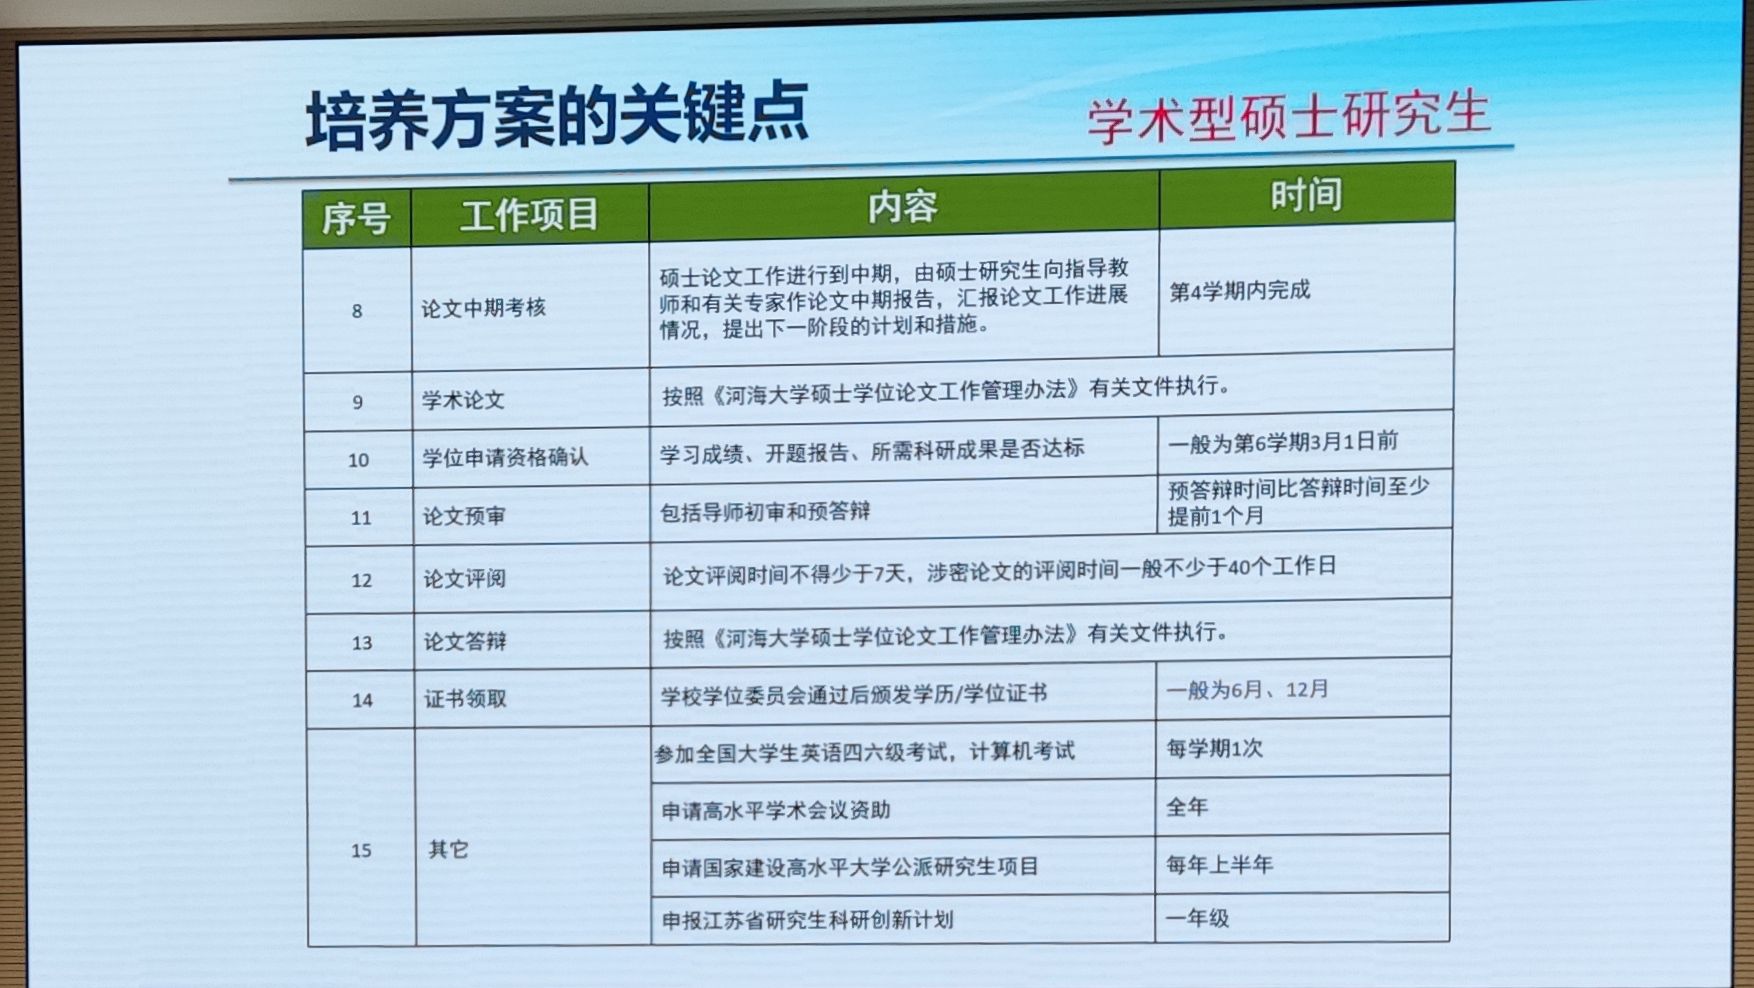 培养方案的关键点
学术型硕士研究生
序号 工作项目 内容 时间
8 论文中期考核 硕士论文工作进行到中期，由硕士研究生向指导教
师和有关专家作论文中期报告，汇报论文工作进展
情况，提出下一阶段的计划和措施。
第4学期内完成
9 学术论文 按照《河海大学硕士学位论文工作管理办法》有关文件执行。
10 学位申请资格确认 学习成绩、开题报告、所需科研成果是否达标 一般为第6学期3月1日前
11 论文预审 包括导师初审和预答辩 预答辩时间比答辩时间至少
提前1个月
12 论文评阅 论文评阅时间不得少于7天，涉密论文的评阅时间一般不少于40个工作日
13 论文答辩 按照《河海大学硕士学位论文工作管理办法》有关文件执行。
14 证书领取 学校学位委员会通过后颁发学历/学位证书 一般为6月、12月
15 其它 参加全国大学生英语四六级考试，计算机考试 每学期1次
申请高水平学术会议资助 全年
申请国家建设高水平大学公派研究生项目 每年上半年
申报江苏省研究生科研创新计划 一年级